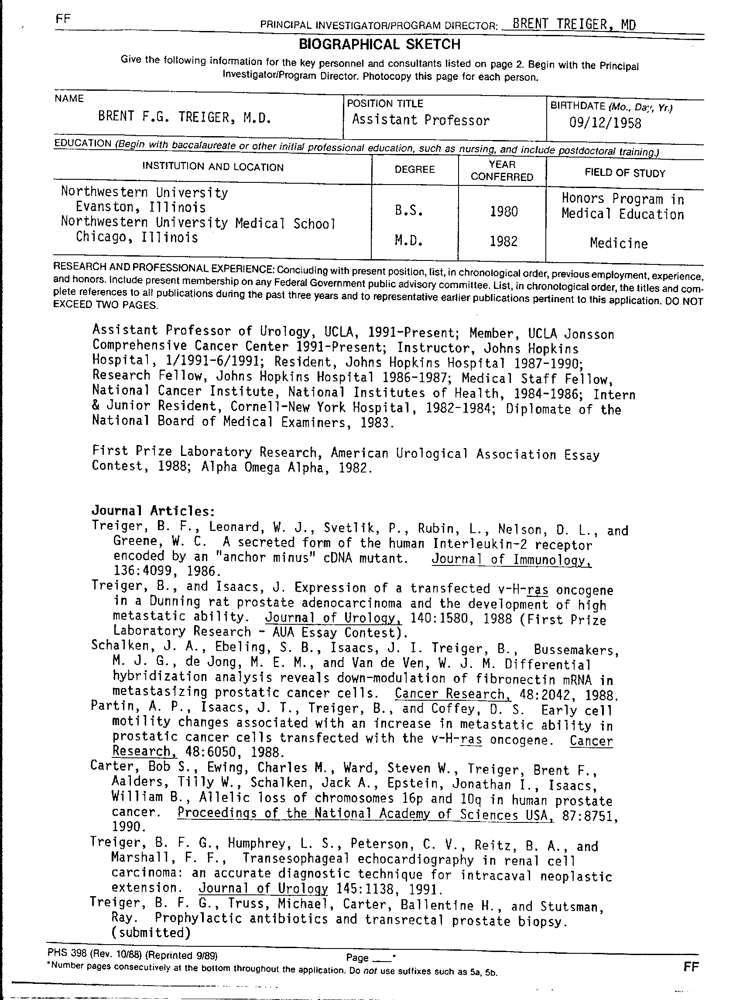 FF
PRINCIPAL INVESTIGATOR/PROGRAM DIRECTOR: BRENT TREIGER, MD
BIOGRAPHICAL SKETCH
Give the following information for the key personnel and consultants listed on page 2. Begin with the Principal
Investigator/Program Director. Photocopy this page for each person.
NAME
BRENT F.G. TREIGER, M.D.
POSITION TITLE
Assistant Professor
BIRTHDATE (Mo., Day, Yr.)
09/12/1958
EDUCATION (Begin with baccalaureate or other initial professional education, such as nursing, and include postdoctoral training.)
INSTITUTION AND LOCATION
DEGREE
YEAR
CONFERRED
FIELD OF STUDY
Northwestern University
Evanston, Illinois
B.S.
1980
Honors Program in
Medical Education
Northwestern University Medical School
Chicago, Illinois
M.D.
1982
Medicine
RESEARCH AND PROFESSIONAL EXPERIENCE: Concluding with present position, list, in chronological order, previous employment, experience,
and honors. Include present membership on any Federal Government public advisory committee. List, in chronological order, the titles and com-
plete references to all publications during the past three years and to representative earlier publications pertinent to this application. DO NOT
EXCEED TWO PAGES.
Assistant Professor of Urology, UCLA, 1991-Present; Member, UCLA Jonsson
Comprehensive Cancer Center 1991-Present; Instructor, Johns Hopkins
Hospital, 1/1991-6/1991; Resident, Johns Hopkins Hospital 1987-1990;
Research Fellow, Johns Hopkins Hospital 1986-1987; Medical Staff Fellow,
National Cancer Institute, National Institutes of Health, 1984-1986; Intern
& Junior Resident, Cornell-New York Hospital, 1982-1984; Diplomate of the
National Board of Medical Examiners, 1983.
First Prize Laboratory Research, American Urological Association Essay
Contest, 1988; Alpha Omega Alpha, 1982.
Journal Articles:
Treiger, B. F., Leonard, W. J., Svetlik, P., Rubin, L., Nelson, D. L., and
Greene, W. C. A secreted form of the human Interleukin-2 receptor
encoded by an "anchor minus" cDNA mutant. Journal of Immunology,
136:4099, 1986.
Treiger, B., and Isaacs, J. Expression of a transfected v-H-ras oncogene
in a Dunning rat prostate adenocarcinoma and the development of high
metastatic ability. Journal of Urology, 140:1580, 1988 (First Prize
Laboratory Research - AUA Essay Contest).
Schalken, J. A., Ebeling, S. B., Isaacs, J. I. Treiger, B., Bussemakers,
M. J. G., de Jong, M. E. M., and Van de Ven, W. J. M. Differential
hybridization analysis reveals down-modulation of fibronectin mRNA in
metastasizing prostatic cancer cells. Cancer Research, 48:2042, 1988.
Partin, A. P., Isaacs, J. T., Treiger, B., and Coffey, D. S. Early cell
motility changes associated with an increase in metastatic ability in
prostatic cancer cells transfected with the v-H-ras oncogene. Cancer
Research, 48:6050, 1988.
Carter, Bob S., Ewing, Charles M., Ward, Steven W., Treiger, Brent F.,
Aalders, Tilly W., Schalken, Jack A., Epstein, Jonathan I., Isaacs,
William B., Allelic loss of chromosomes 16p and 10q in human prostate
cancer. Proceedings of the National Academy of Sciences USA, 87:8751,
1990.
Treiger, B. F. G., Humphrey, L. S., Peterson, C. V., Reitz, B. A., and
Marshall, F. F., Transesophageal echocardiography in renal cell
carcinoma: an accurate diagnostic technique for intracaval neoplastic
extension. Journal of Urology 145:1138, 1991.
Treiger, B. F. G., Truss, Michael, Carter, Ballentine H., and Stutsman,
Ray. Prophylactic antibiotics and transrectal prostate biopsy.
(submitted)
PHS 398 (Rev. 10/88) (Reprinted 9/89)
Page ___*
*Number pages consecutively at the bottom throughout the application. Do not use suffixes such as 5a, 5b.
FF